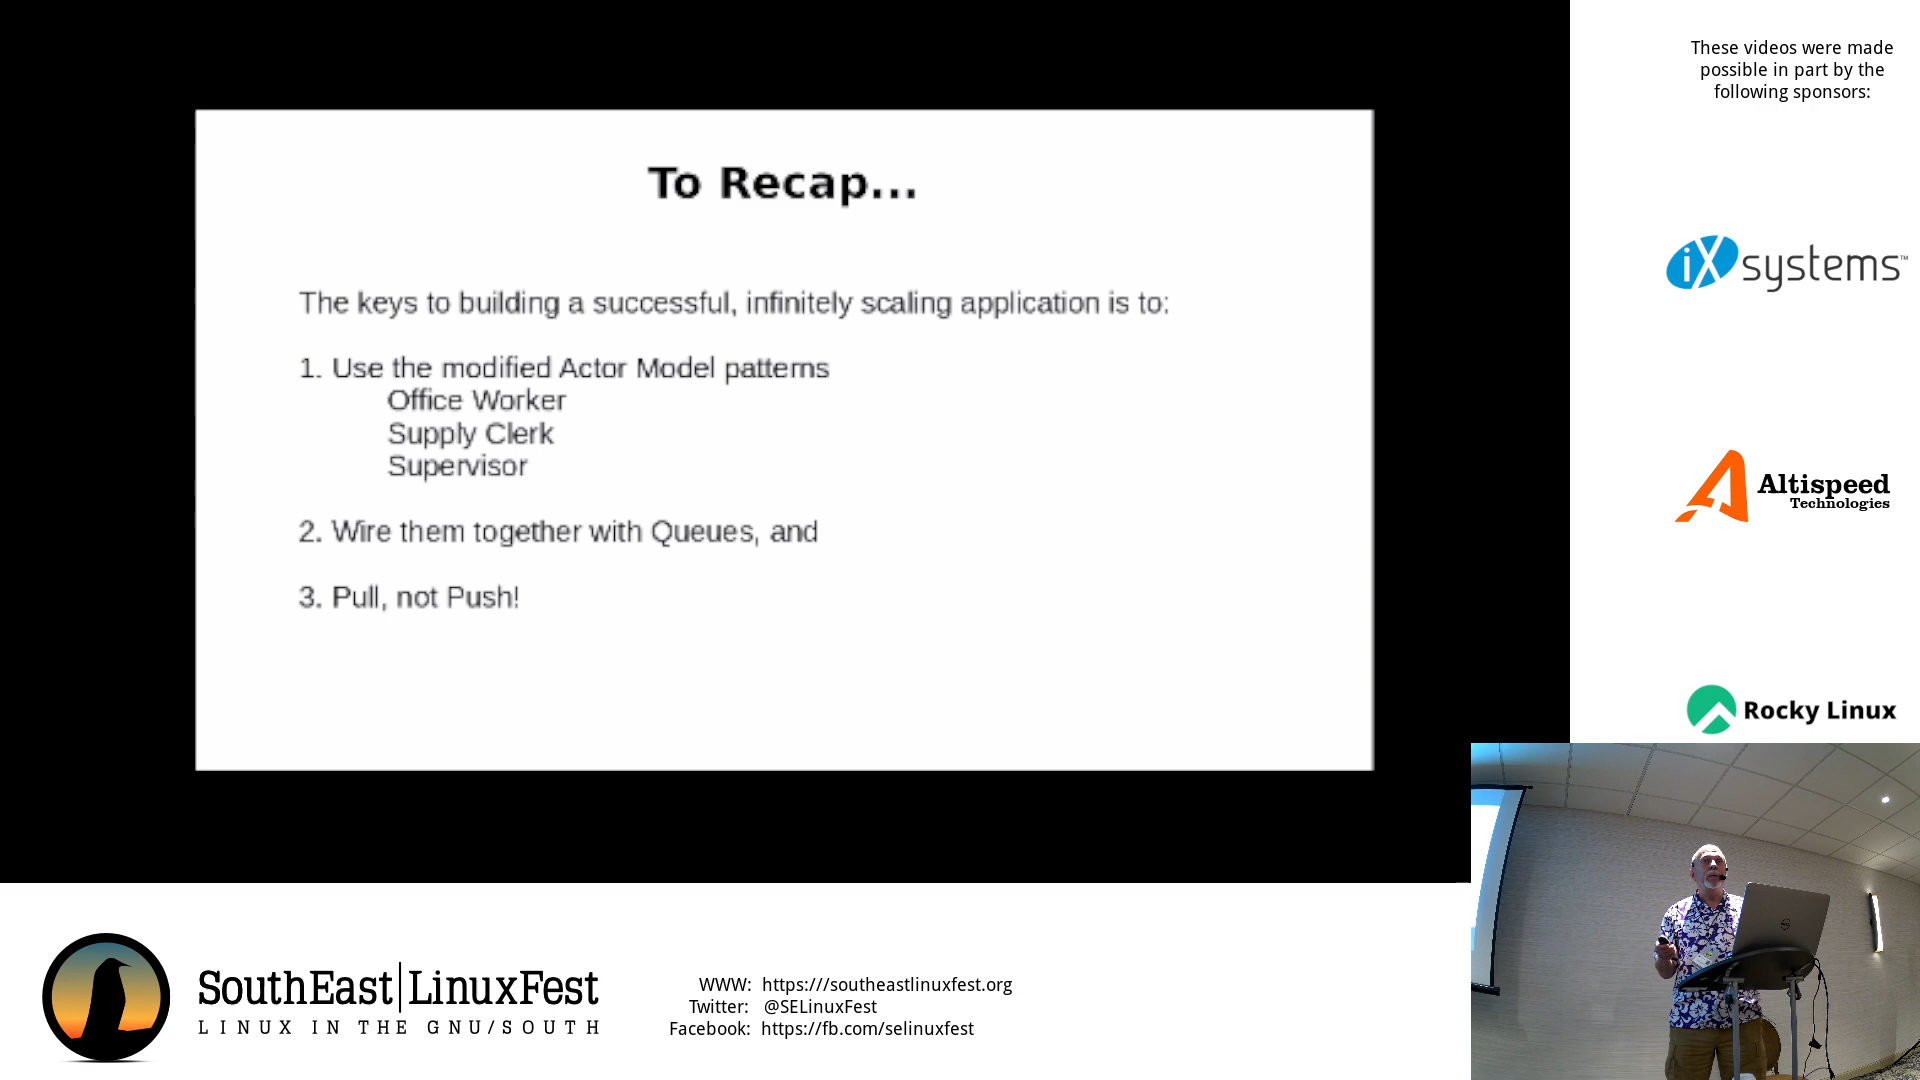 To Recap...
The keys to building a successful, infinitely scaling application is to:
1. Use the modified Actor Model patterns
Office Worker
Supply Clerk
Supervisor
2. Wire them together with Queues, and
3. Pull, not Push!
These videos were made
possible in part by the
following sponsors:
iXsystems™
Altispeed
Technologies
Rocky Linux
SouthEast|LinuxFest
LINUX IN THE GNU/SOUTH
WWW: https:///southeastlinuxfest.org
Twitter: @SELinuxFest
Facebook: https://fb.com/selinuxfest